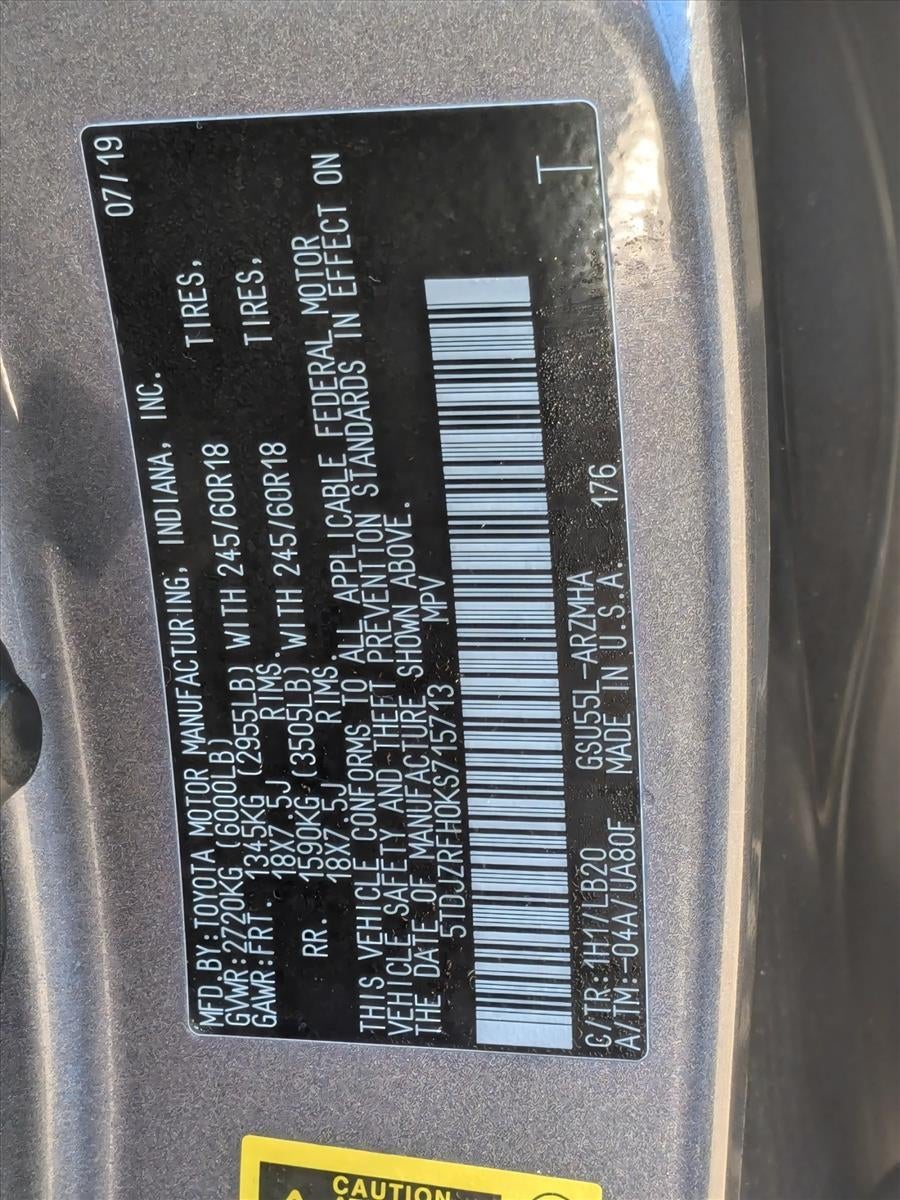 MFD.BY:TOYOTA MOTOR MANUFACTURING, INDIANA, INC. 07/19
GVWR:2720KG (6000LB)
GAWR:FRT. 1345KG (2955LB) WITH 245/60R18 TIRES,
18X7.5J RIMS.
RR. 1590KG (3505LB) WITH 245/60R18 TIRES,
18X7.5J RIMS.
THIS VEHICLE CONFORMS TO ALL APPLICABLE FEDERAL MOTOR
VEHICLE SAFETY AND THEFT PREVENTION STANDARDS IN EFFECT ON
THE DATE OF MANUFACTURE SHOWN ABOVE.
5TDJZRFH0KS715713 MPV
T
C/TR:1H1/LB20 GSU55L-ARZMHA
A/TM:-04A/UA80F MADE IN U.S.A. 176
CAUTION